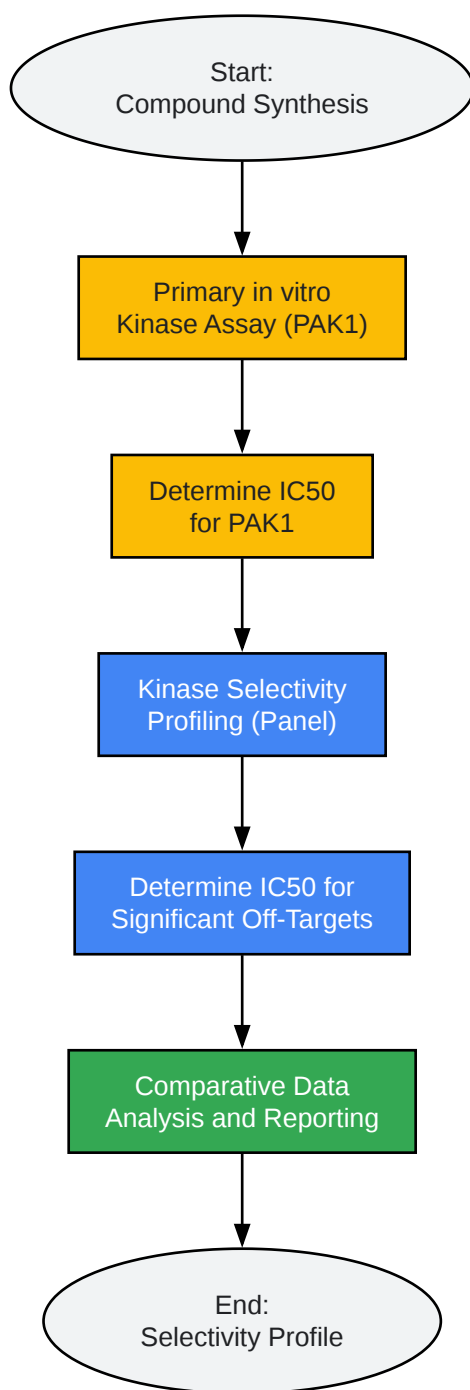 Start:
Compound Synthesis
Primary in vitro
Kinase Assay (PAK1)
Determine IC50
for PAK1
Kinase Selectivity
Profiling (Panel)
Determine IC50 for
Significant Off-Targets
Comparative Data
Analysis and Reporting
End:
Selectivity Profile